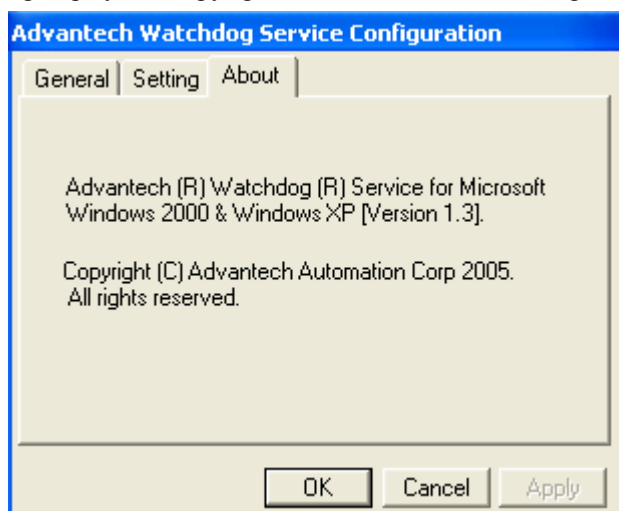 Advantech Watchdog Service Configuration
General Setting About
Advantech (R) Watchdog (R) Service for Microsoft
Windows 2000 & Windows XP [Version 1.3].
Copyright (C) Advantech Automation Corp 2005.
All rights reserved.
OK Cancel Apply